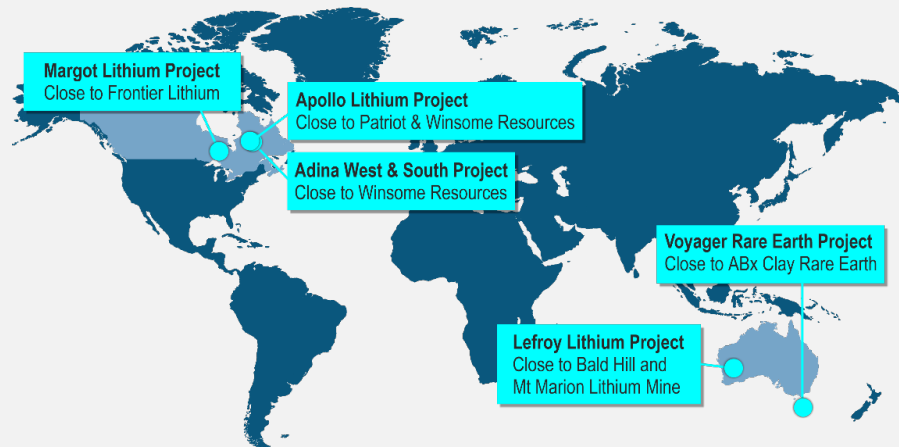 Margot Lithium Project
Close to Frontier Lithium
Apollo Lithium Project
Close to Patriot & Winsome Resources
Adina West & South Project
Close to Winsome Resources
Voyager Rare Earth Project
Close to ABx Clay Rare Earth
Lefroy Lithium Project
Close to Bald Hill and
Mt Marion Lithium Mine